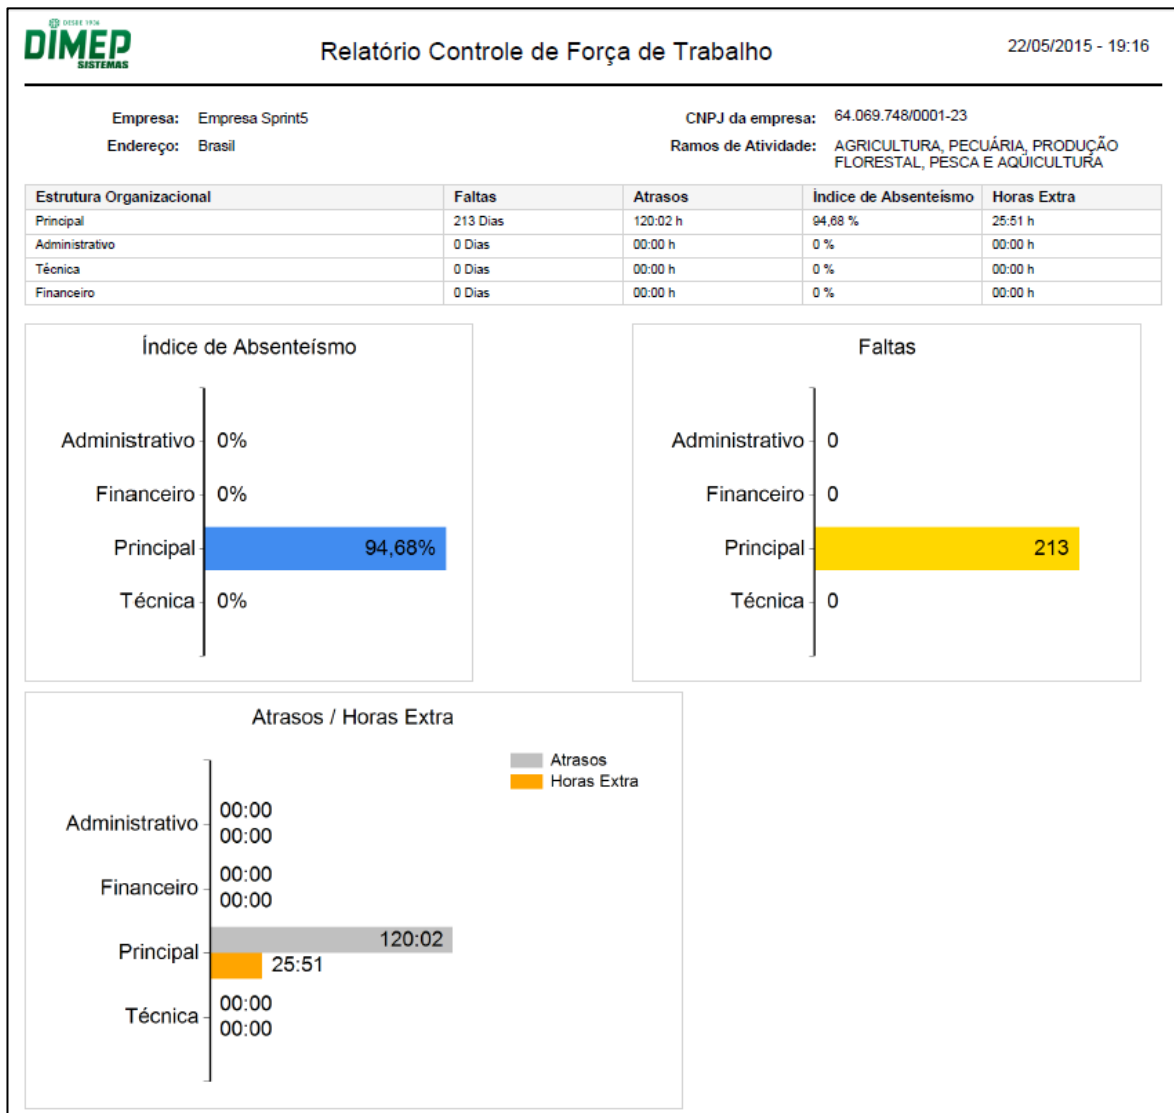 DESDE 1936
DIMEP
SISTEMAS
Relatório Controle de Força de Trabalho
22/05/2015 - 19:16
Empresa: Empresa Sprint5
CNPJ da empresa: 64.069.748/0001-23
Endereço: Brasil
Ramos de Atividade: AGRICULTURA, PECUÁRIA, PRODUÇÃO
FLORESTAL, PESCA E AQÜICULTURA
Estrutura Organizacional Faltas Atrasos Índice de Absenteísmo Horas Extra
Principal 213 Dias 120:02 h 94,68 % 25:51 h
Administrativo 0 Dias 00:00 h 0 % 00:00 h
Técnica 0 Dias 00:00 h 0 % 00:00 h
Financeiro 0 Dias 00:00 h 0 % 00:00 h
Índice de Absenteísmo
Administrativo 0%
Financeiro 0%
Principal 94,68%
Técnica 0%
Faltas
Administrativo 0
Financeiro 0
Principal 213
Técnica 0
Atrasos / Horas Extra
Atrasos
Horas Extra
Administrativo 00:00
00:00
Financeiro 00:00
00:00
Principal 120:02
25:51
Técnica 00:00
00:00